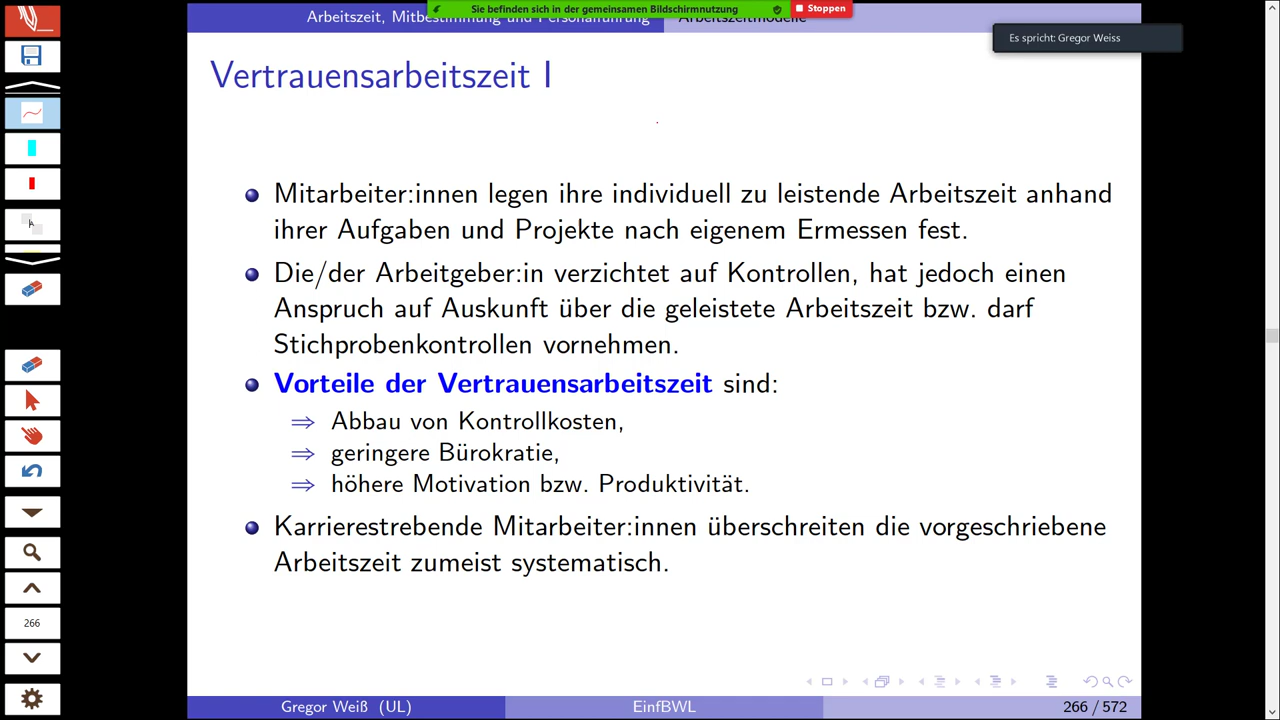 Arbeitszeit, Mitbestimmung und Personalführung Arbeitszeitmodelle
Sie befinden sich in der gemeinsamen Bildschirmnutzung Stoppen
Es spricht: Gregor Weiss
Vertrauensarbeitszeit I
Mitarbeiter:innen legen ihre individuell zu leistende Arbeitszeit anhand
ihrer Aufgaben und Projekte nach eigenem Ermessen fest.
Die/der Arbeitgeber:in verzichtet auf Kontrollen, hat jedoch einen
Anspruch auf Auskunft über die geleistete Arbeitszeit bzw. darf
Stichprobenkontrollen vornehmen.
Vorteile der Vertrauensarbeitszeit sind:
⇒ Abbau von Kontrollkosten,
⇒ geringere Bürokratie,
⇒ höhere Motivation bzw. Produktivität.
Karrierestrebende Mitarbeiter:innen überschreiten die vorgeschriebene
Arbeitszeit zumeist systematisch.
266
Gregor Weiß (UL) EinfBWL 266 / 572